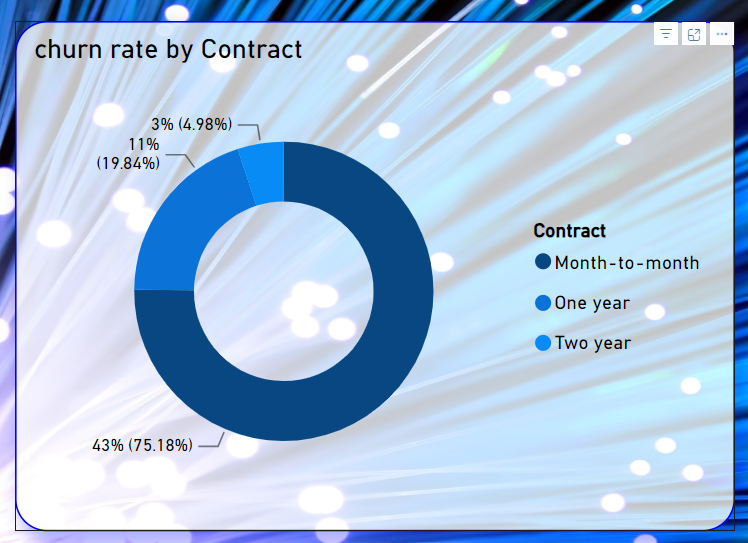 churn rate by Contract
3% (4.98%)
11%
(19.84%)
Contract
Month-to-month
One year
Two year
43% (75.18%)